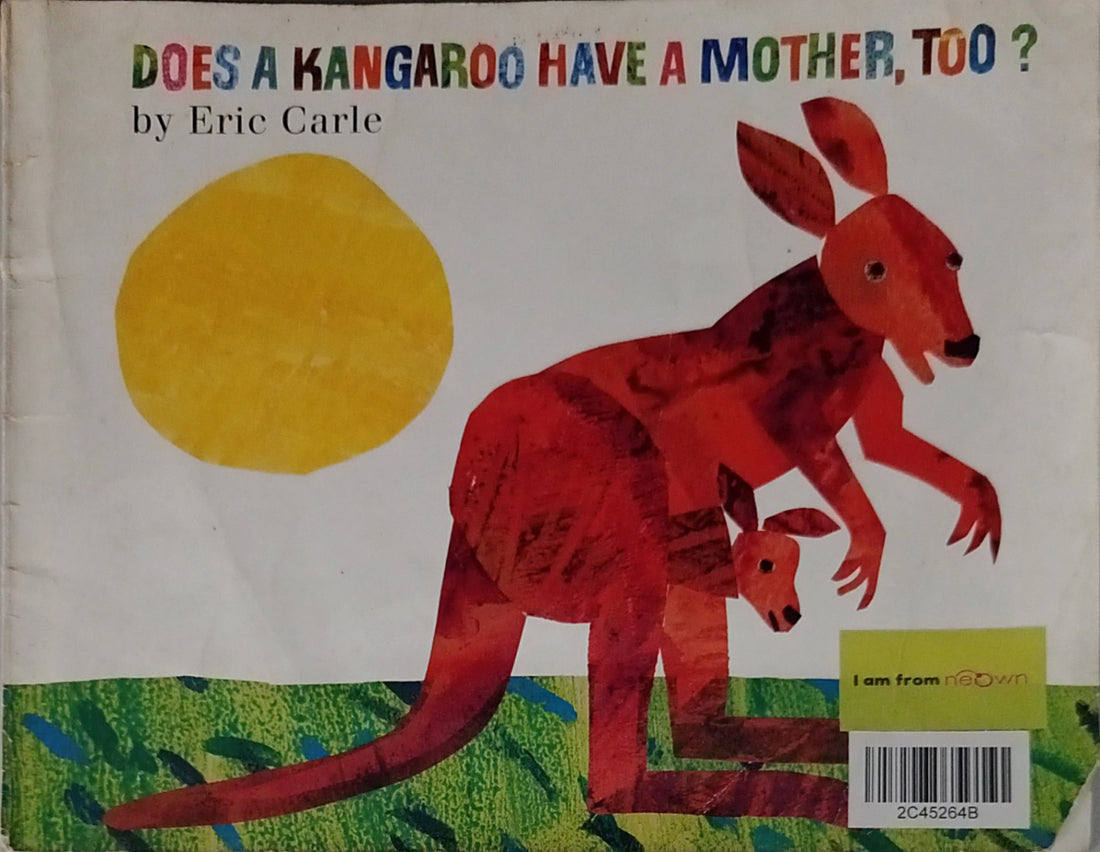 DOES A KANGAROO HAVE A MOTHER, TOO ?
by Eric Carle
I am from neOwn
2C45264B